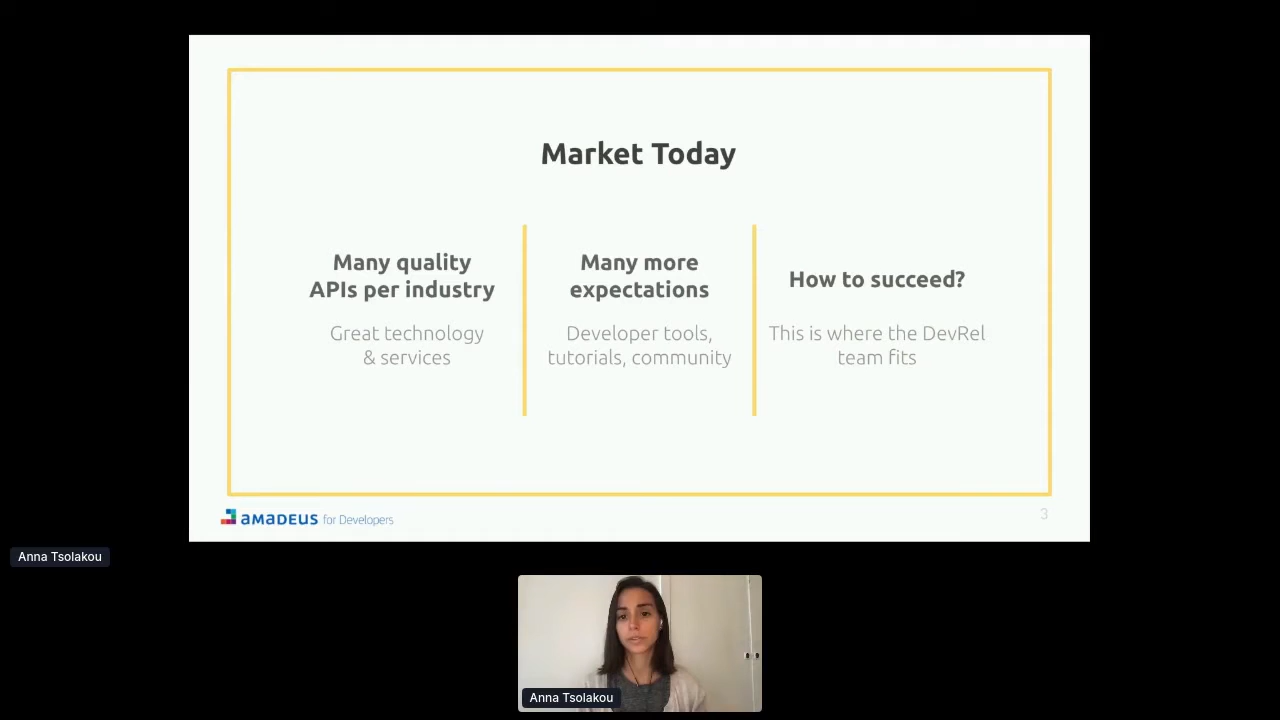 Market Today
Many quality
APIs per industry
Great technology
& services
Many more
expectations
Developer tools,
tutorials, community
How to succeed?
This is where the DevRel
team fits
amadeus for Developers
3
Anna Tsolakou
Anna Tsolakou